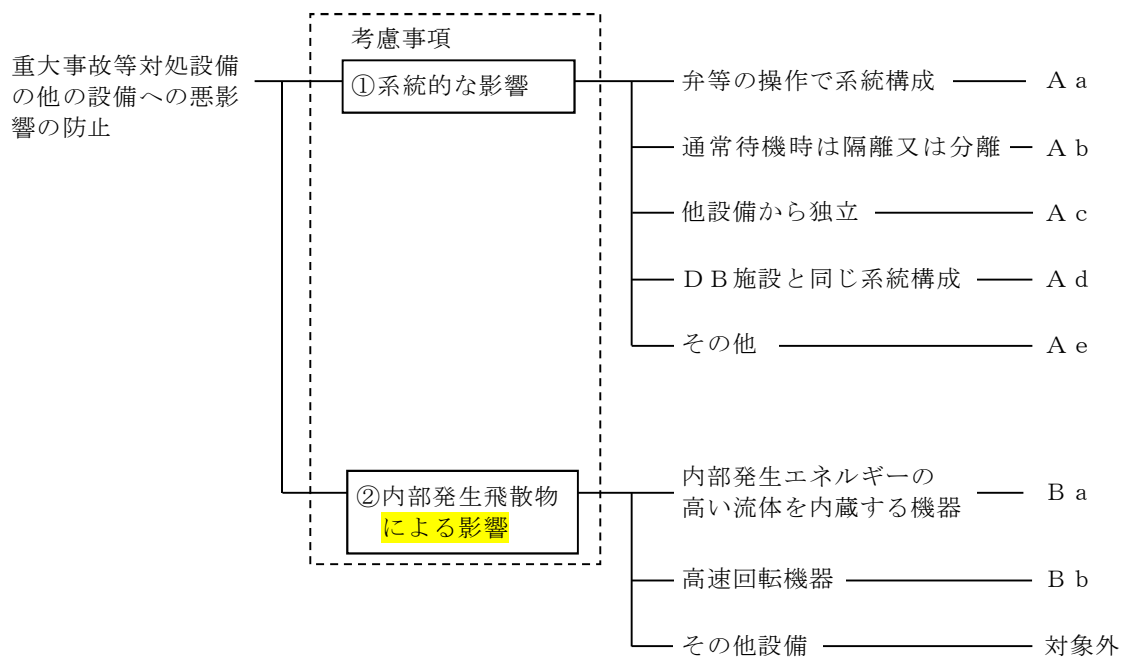 考慮事項
重大事故等対処設備
の他の設備への悪影
響の防止
①系統的な影響
弁等の操作で系統構成 Ａａ
通常待機時は隔離又は分離 Ａｂ
他設備から独立 Ａｃ
ＤＢ施設と同じ系統構成 Ａｄ
その他 Ａｅ
②内部発生飛散物
による影響
内部発生エネルギーの
高い流体を内蔵する機器 Ｂａ
高速回転機器 Ｂｂ
その他設備 対象外